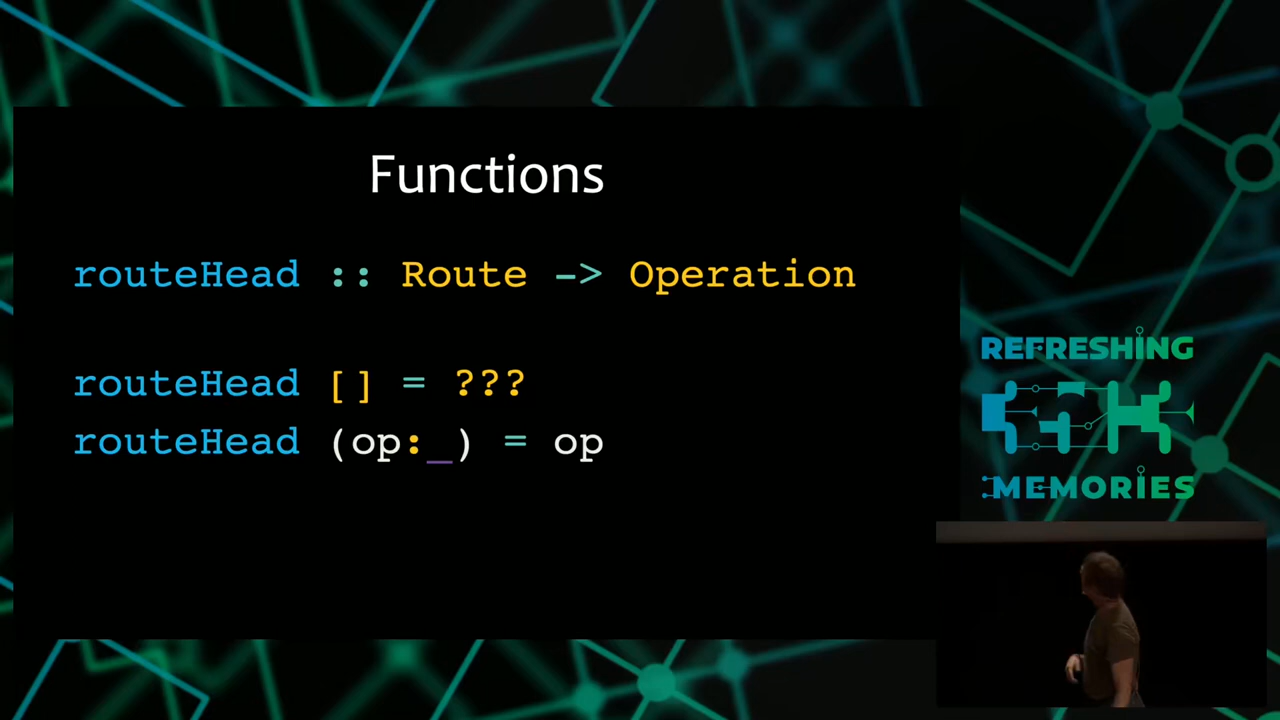 Functions
routeHead :: Route -> Operation
routeHead [] = ???
routeHead (op:_) = op
REFRESHING
MEMORIES